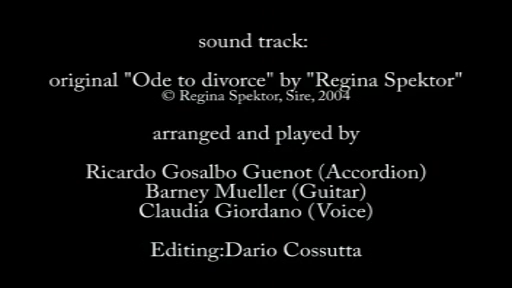 sound track:
original "Ode to divorce" by "Regina Spektor"
© Regina Spektor, Sire, 2004
arranged and played by
Ricardo Gosalbo Guenot (Accordion)
Barney Mueller (Guitar)
Claudia Giordano (Voice)
Editing:Dario Cossutta